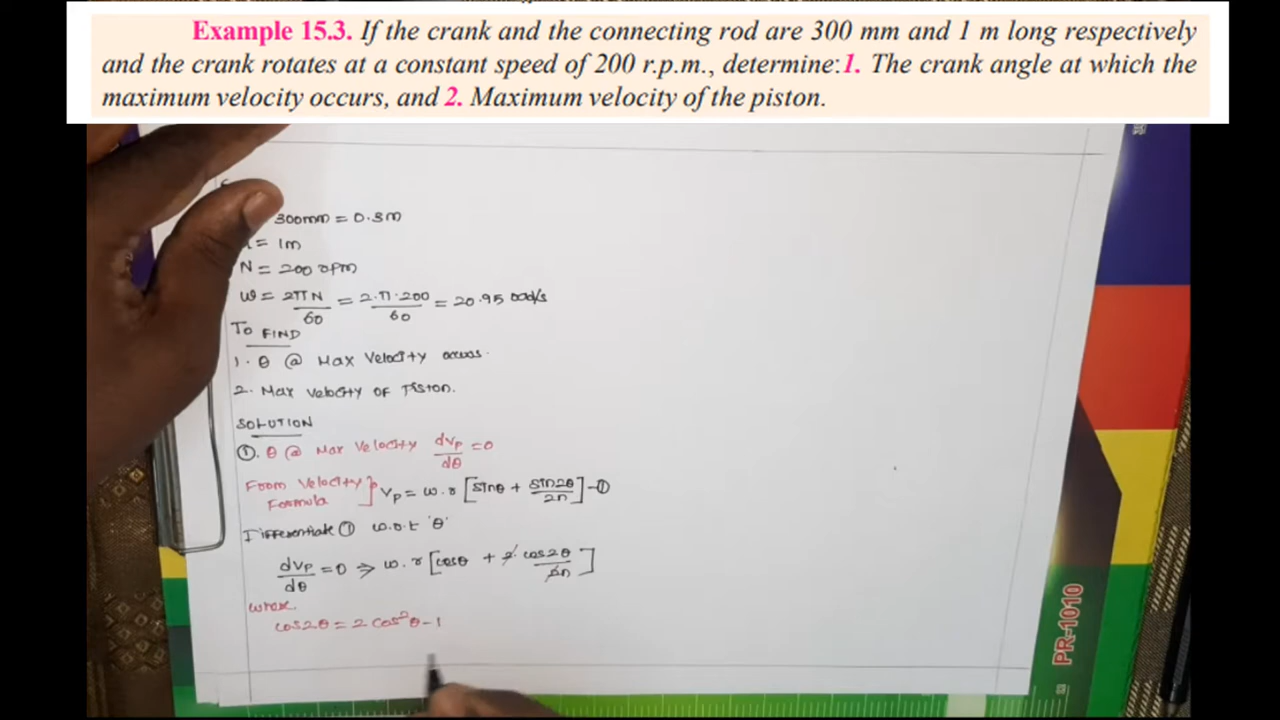 Example 15.3. If the crank and the connecting rod are 300 mm and 1 m long respectively
and the crank rotates at a constant speed of 200 r.p.m., determine:1. The crank angle at which the
maximum velocity occurs, and 2. Maximum velocity of the piston.
300mm = 0.3m
= 1m
N = 200 rpm
ω = 2πN/60 = 2.π.200/60 = 20.95 rad/s
TO FIND
1. θ @ Max Velocity occurs.
2. Max Velocity OF Piston.
SOLUTION
①. θ @ Max Velocity dVp/dθ = 0
From Velocity Formula } Vp = ω.r [sinθ + sin2θ/2n] -①
Differentiate ① w.r.t 'θ'
dVp/dθ = 0 ⇒ ω.r [cosθ + 2.cos2θ/2n]
where.
cos2θ = 2cos²θ-1
PR-1010